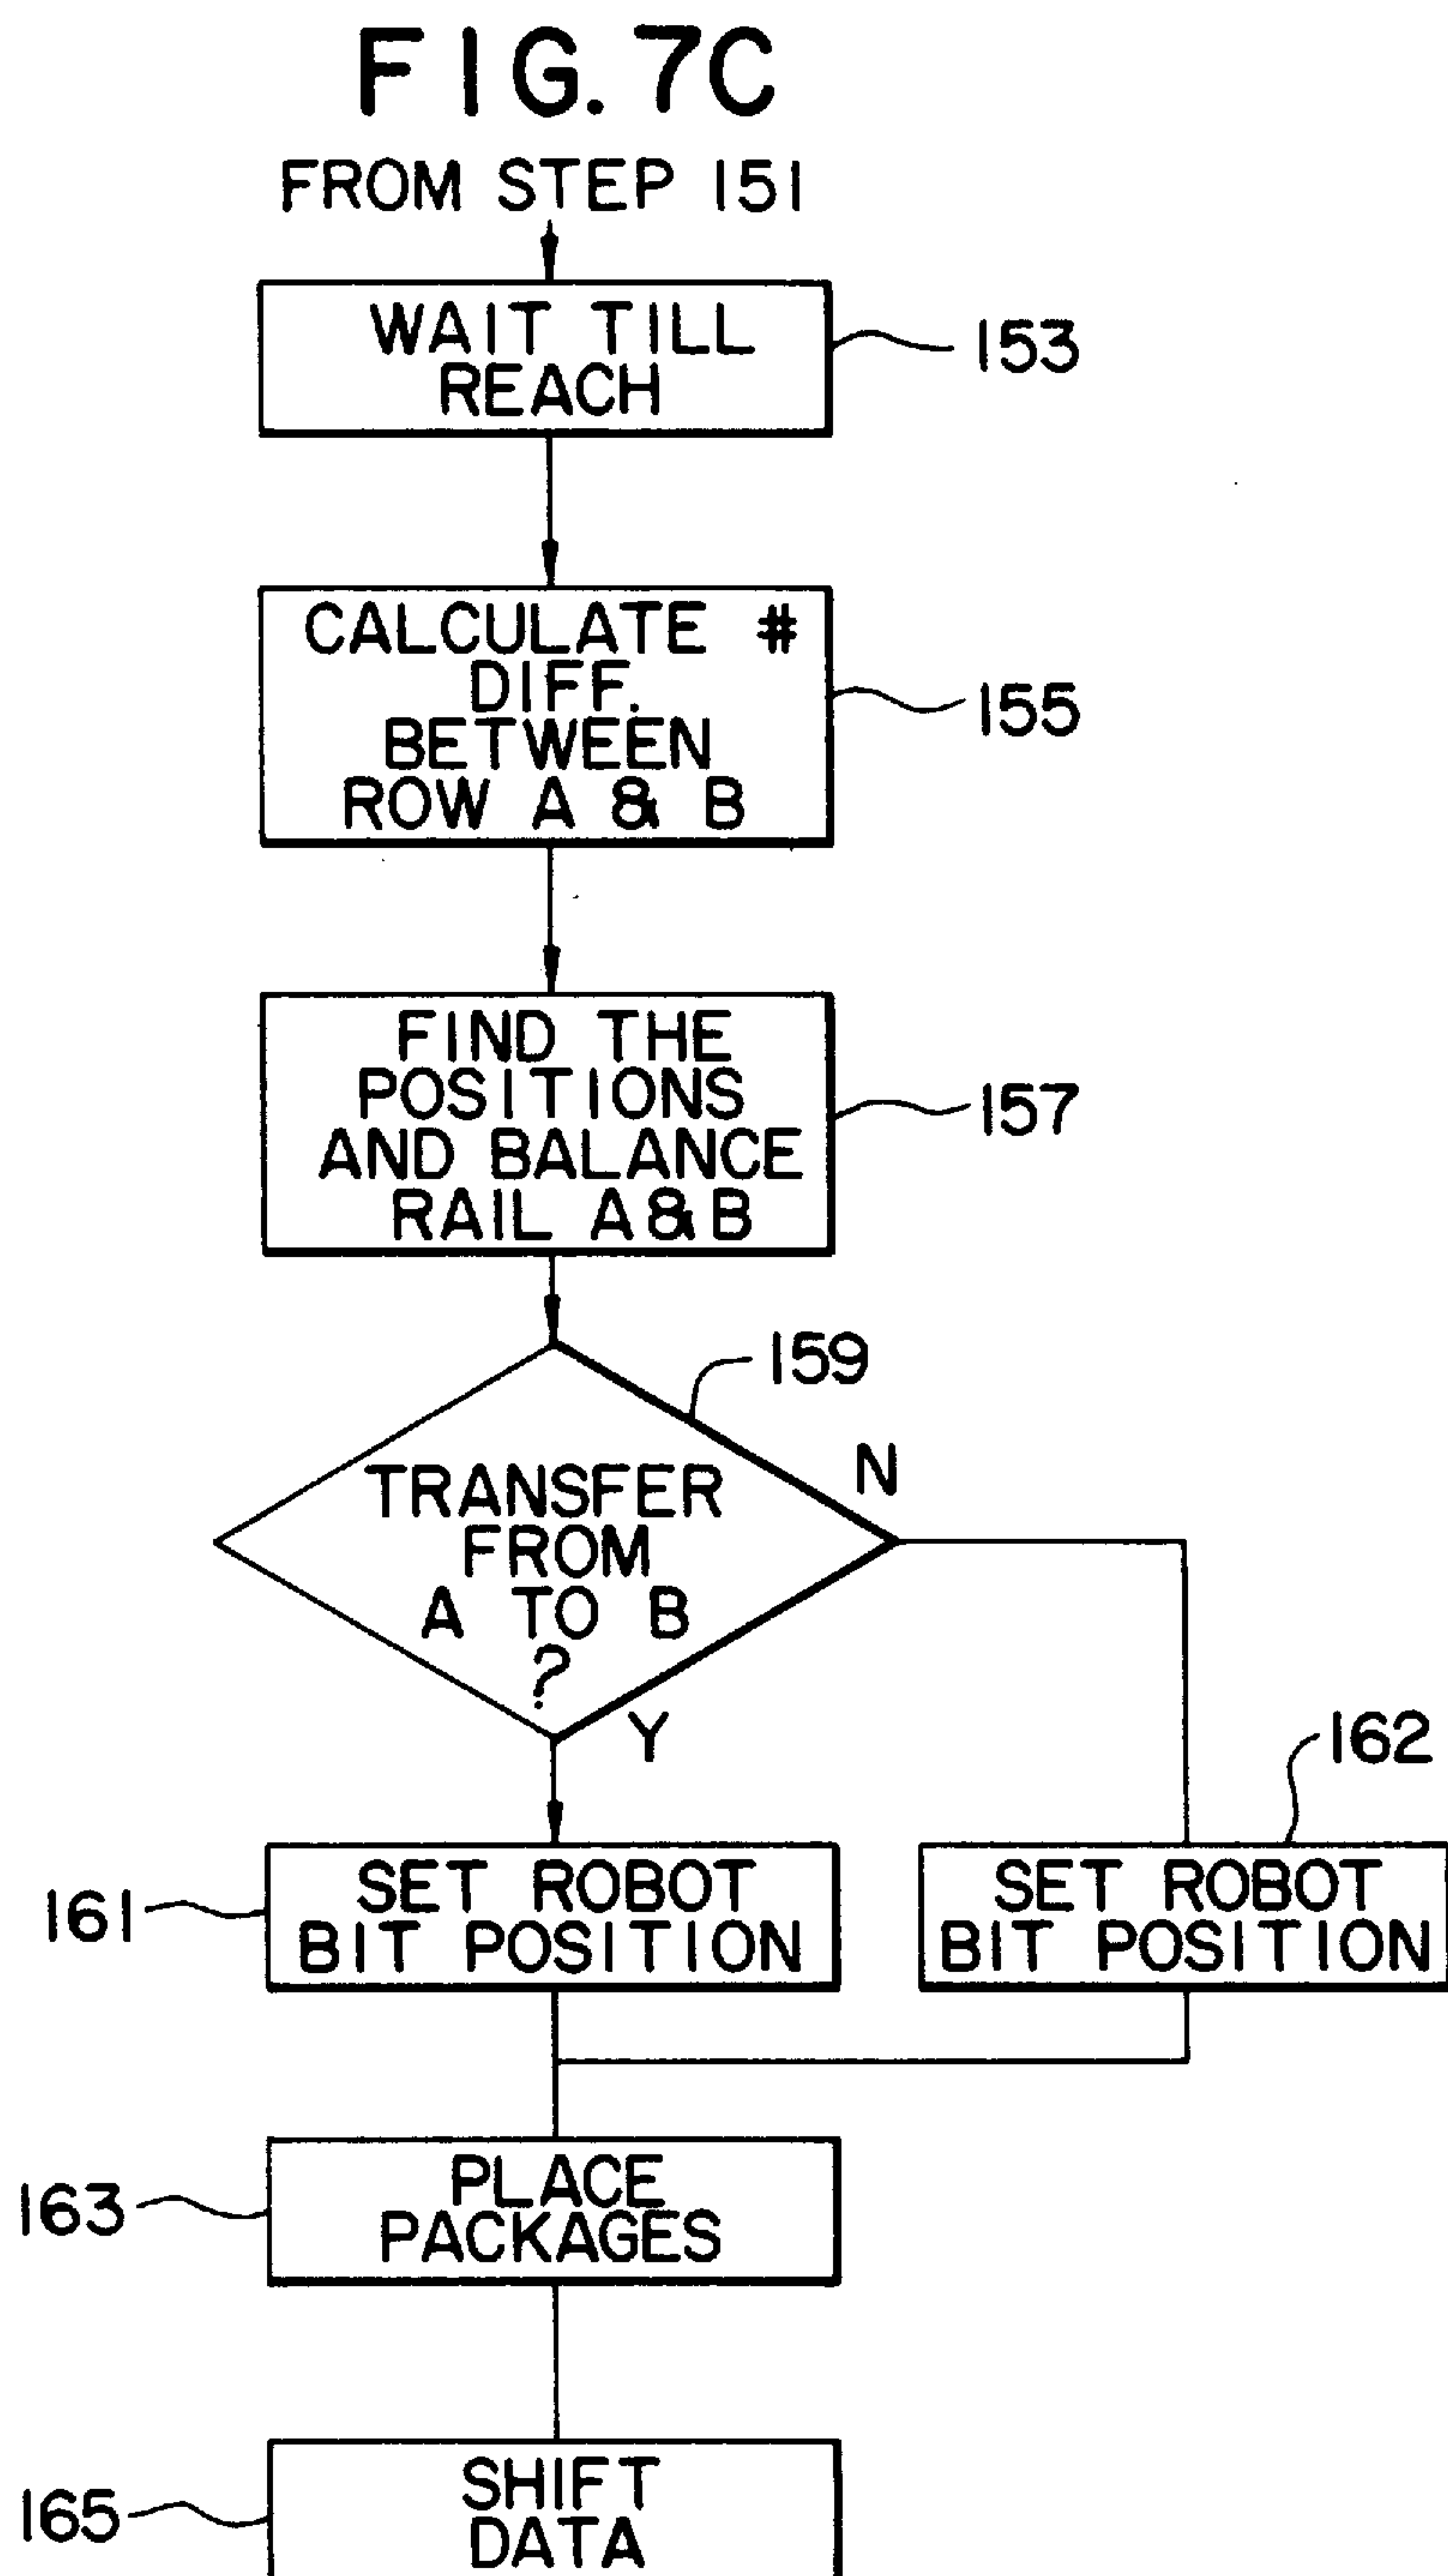 FIG. 7C
FROM STEP 151
WAIT TILL
REACH
153
CALCULATE #
DIFF.
BETWEEN
ROW A & B
155
FIND THE
POSITIONS
AND BALANCE
RAIL A&B
157
159
TRANSFER
FROM
A TO B
?
N
Y
162
161
SET ROBOT
BIT POSITION
SET ROBOT
BIT POSITION
163
PLACE
PACKAGES
165
SHIFT
DATA